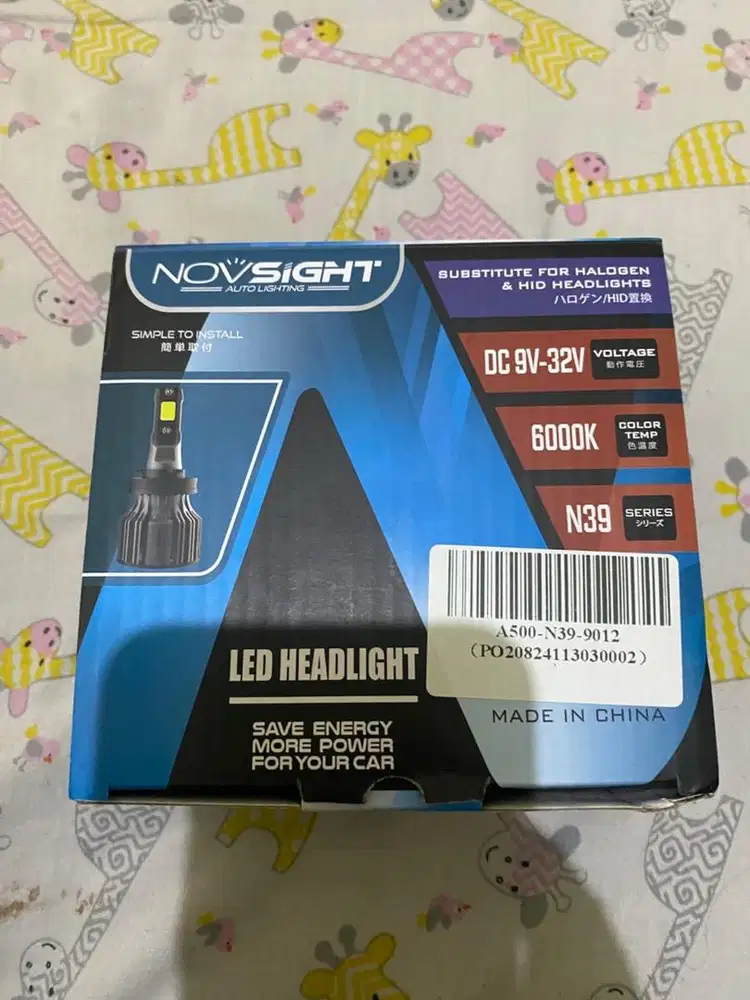 NOVSIGHT
AUTO LIGHTING
SIMPLE TO INSTALL
簡単取付
SUBSTITUTE FOR HALOGEN
& HID HEADLIGHTS
ハロゲン/HID置換
DC 9V-32V
VOLTAGE
動作電圧
6000K
COLOR
TEMP
色温度
N39
SERIES
シリーズ
A500-N39-9012
(PO20824113030002)
LED HEADLIGHT
SAVE ENERGY
MORE POWER
FOR YOUR CAR
MADE IN CHINA